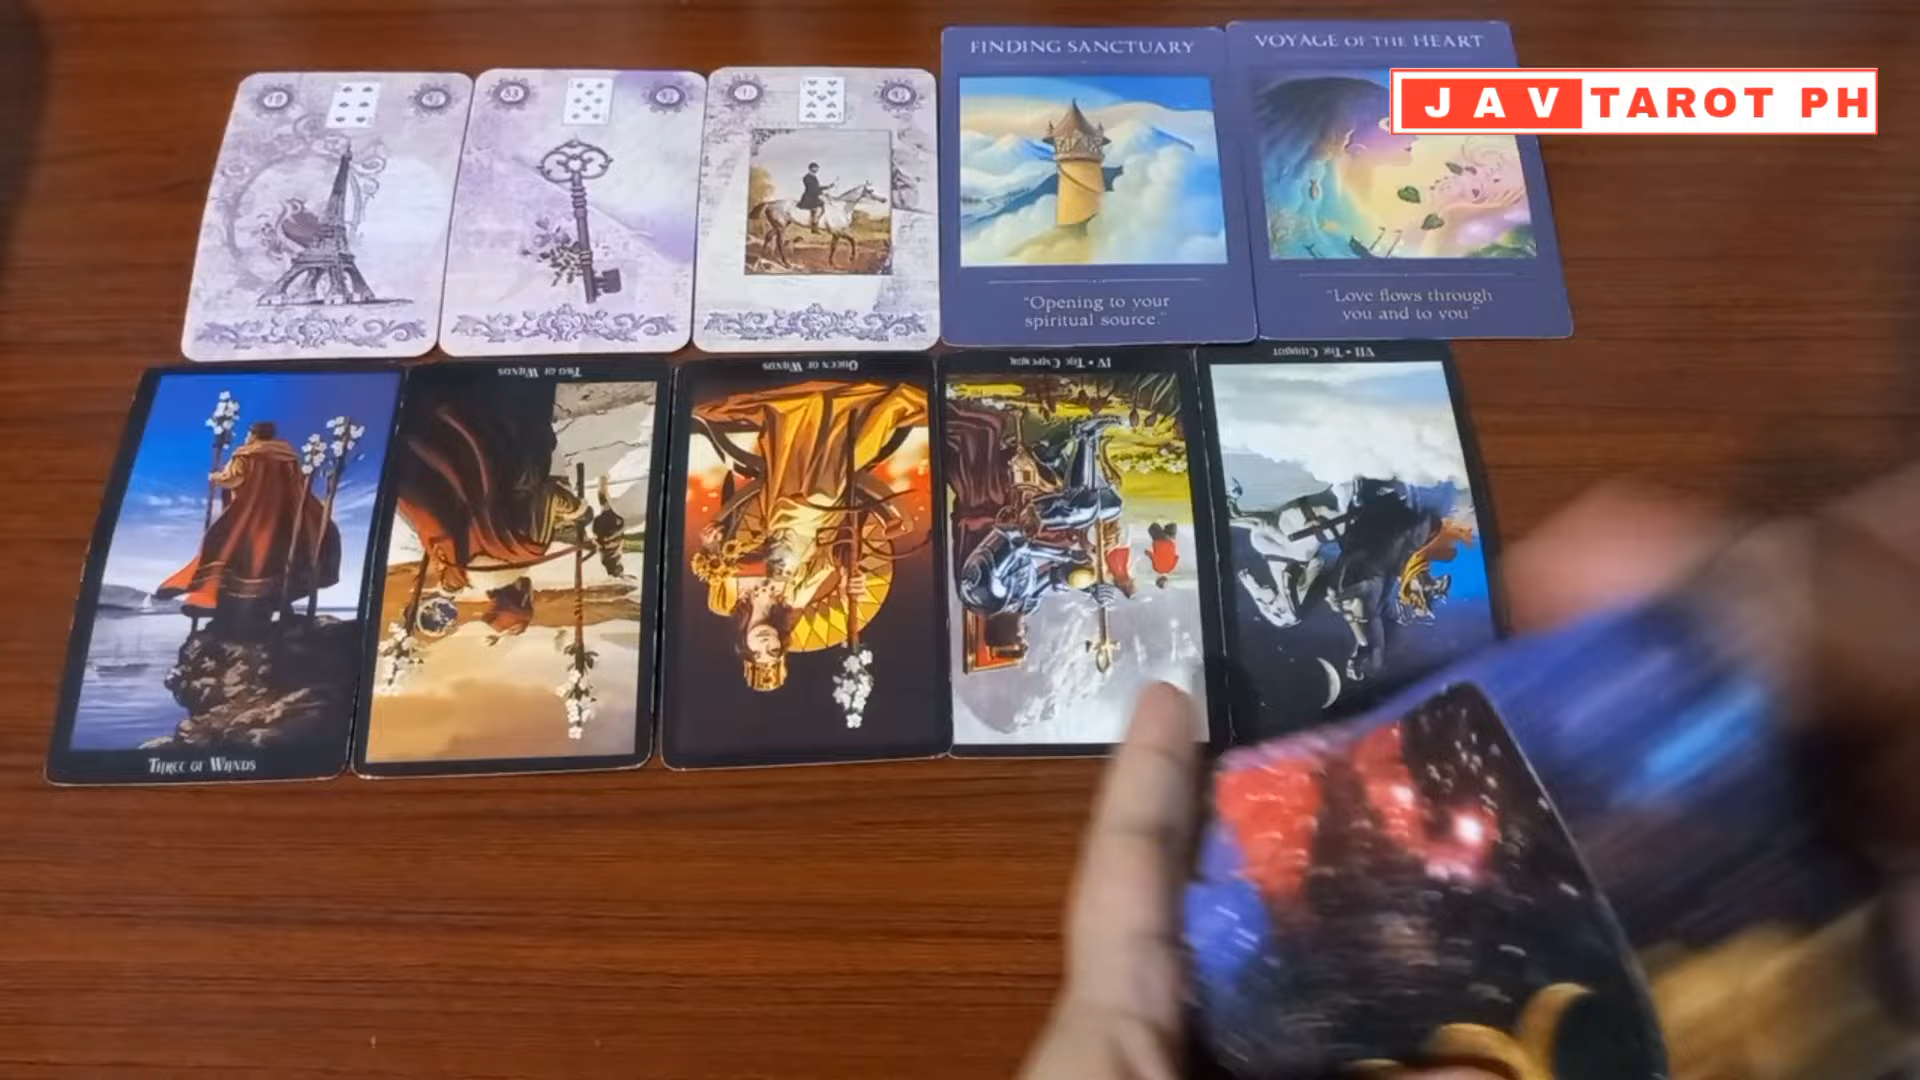 FINDING SANCTUARY
VOYAGE OF THE HEART
JAV TAROT PH
"Opening to your
spiritual source."
"Love flows through
you and to you"
TWO OF WANDS
QUEEN OF WANDS
IV • THE EMPEROR
VII • THE CHARIOT
THREE OF WANDS